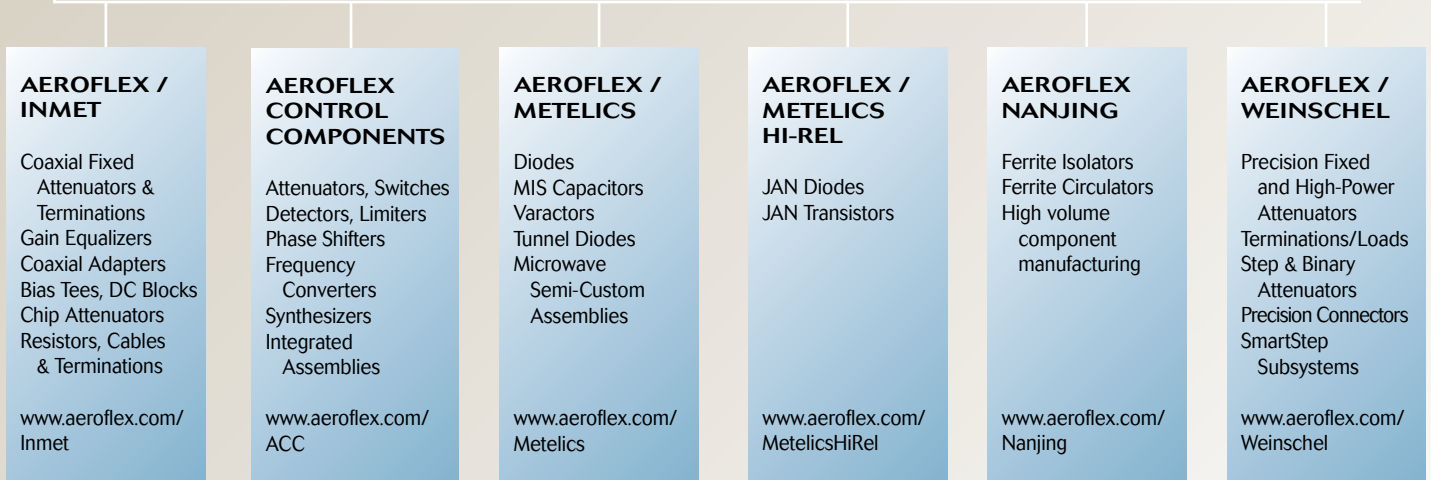 AEROFLEX /
INMET
Coaxial Fixed
Attenuators &
Terminations
Gain Equalizers
Coaxial Adapters
Bias Tees, DC Blocks
Chip Attenuators
Resistors, Cables
& Terminations
www.aeroflex.com/
Inmet
AEROFLEX
CONTROL
COMPONENTS
Attenuators, Switches
Detectors, Limiters
Phase Shifters
Frequency
Converters
Synthesizers
Integrated
Assemblies
www.aeroflex.com/
ACC
AEROFLEX /
METELICS
Diodes
MIS Capacitors
Varactors
Tunnel Diodes
Microwave
Semi-Custom
Assemblies
www.aeroflex.com/
Metelics
AEROFLEX /
METELICS
HI-REL
JAN Diodes
JAN Transistors
www.aeroflex.com/
MetelicsHiRel
AEROFLEX
NANJING
Ferrite Isolators
Ferrite Circulators
High volume
component
manufacturing
www.aeroflex.com/
Nanjing
AEROFLEX /
WEINSCHEL
Precision Fixed
and High-Power
Attenuators
Terminations/Loads
Step & Binary
Attenuators
Precision Connectors
SmartStep
Subsystems
www.aeroflex.com/
Weinschel